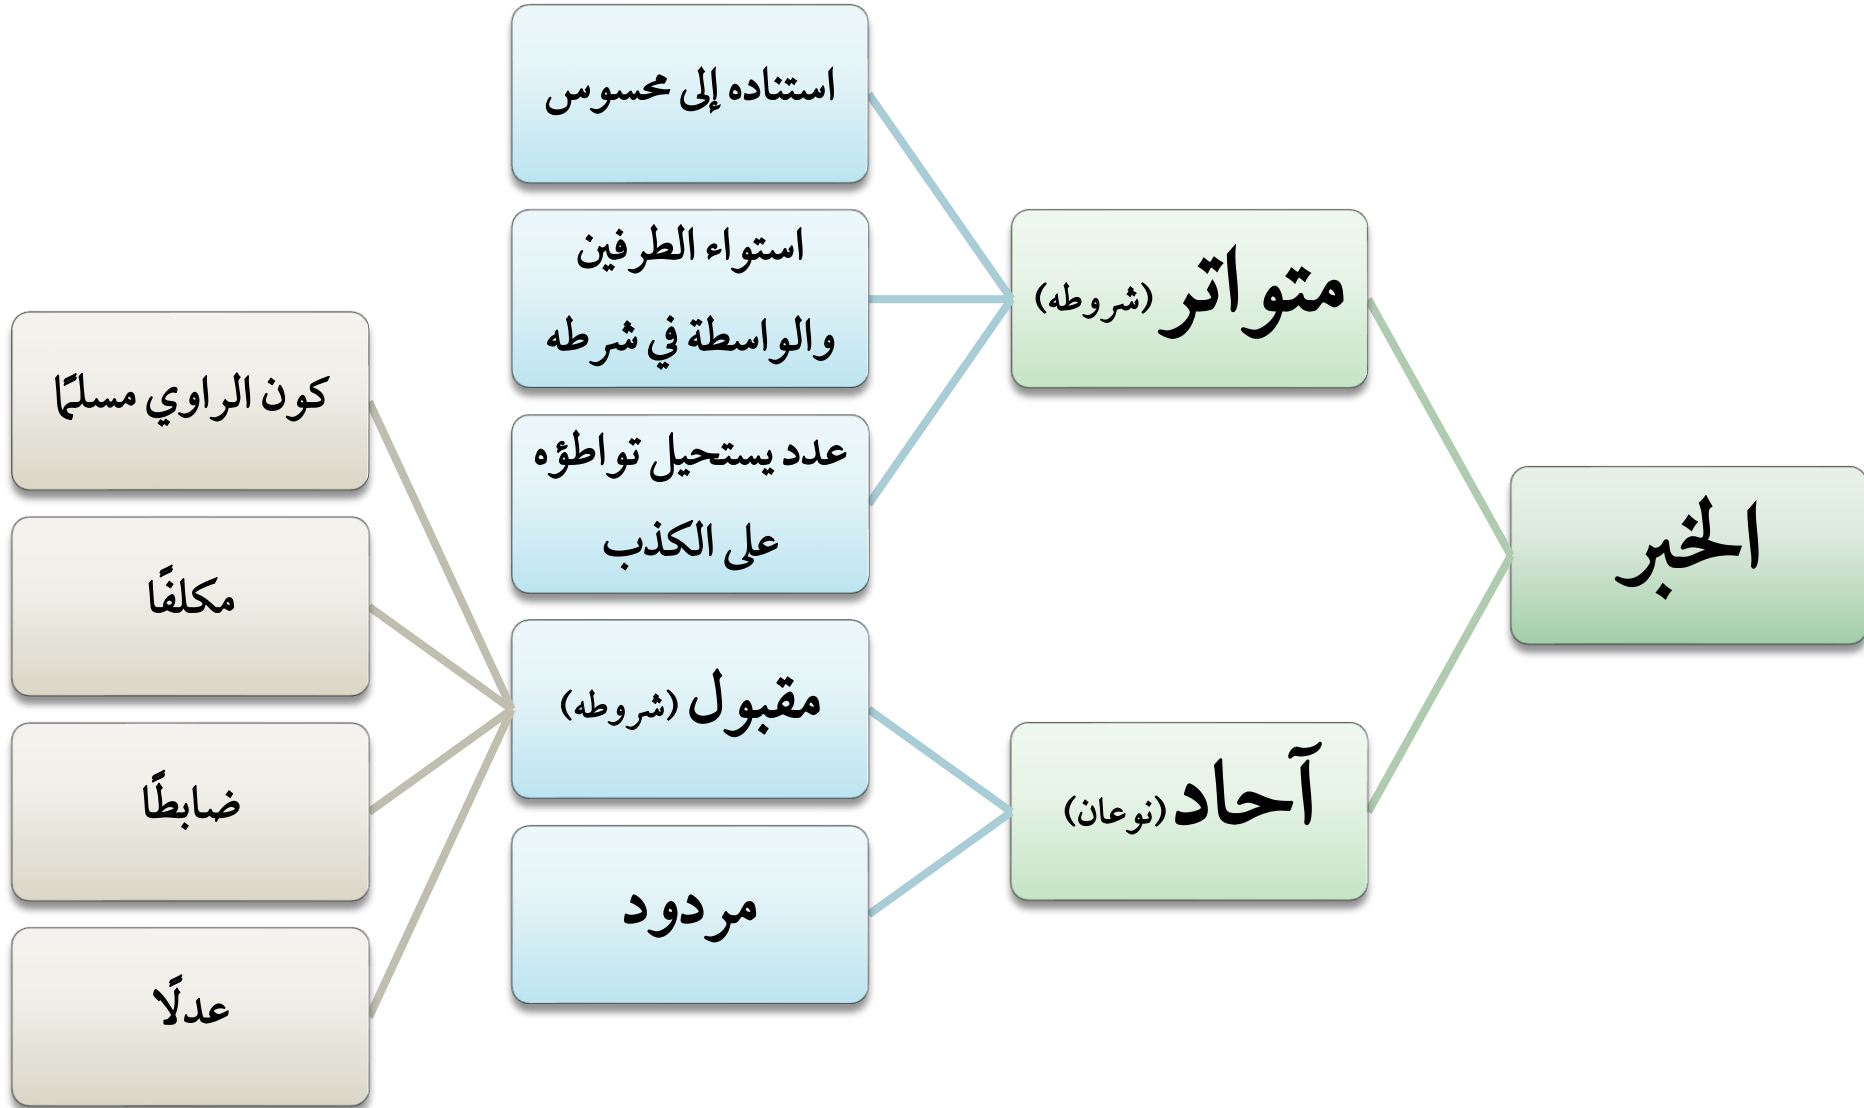 الخبر
متواتر (شروطه)
استناده إلى محسوس
استواء الطرفين
والواسطة في شرطه
عدد يستحيل تواطؤه
على الكذب
آحاد (نوعان)
مقبول (شروطه)
كون الراوي مسلمًا
مكلفًا
ضابطًا
عدلًا
مردود